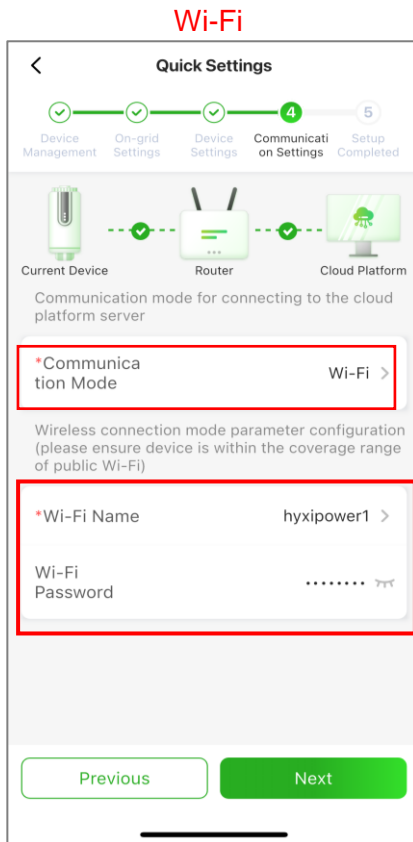 Wi-Fi
Quick Settings
4
5
Device
Management
On-grid
Settings
Device
Settings
Communicati
on Settings
Setup
Completed
Current Device
Router
Cloud Platform
Communication mode for connecting to the cloud
platform server
*Communica
tion Mode
Wi-Fi
Wireless connection mode parameter configuration
(please ensure device is within the coverage range
of public Wi-Fi)
*Wi-Fi Name
hyxipower1
Wi-Fi
Password
••••••••
Previous
Next